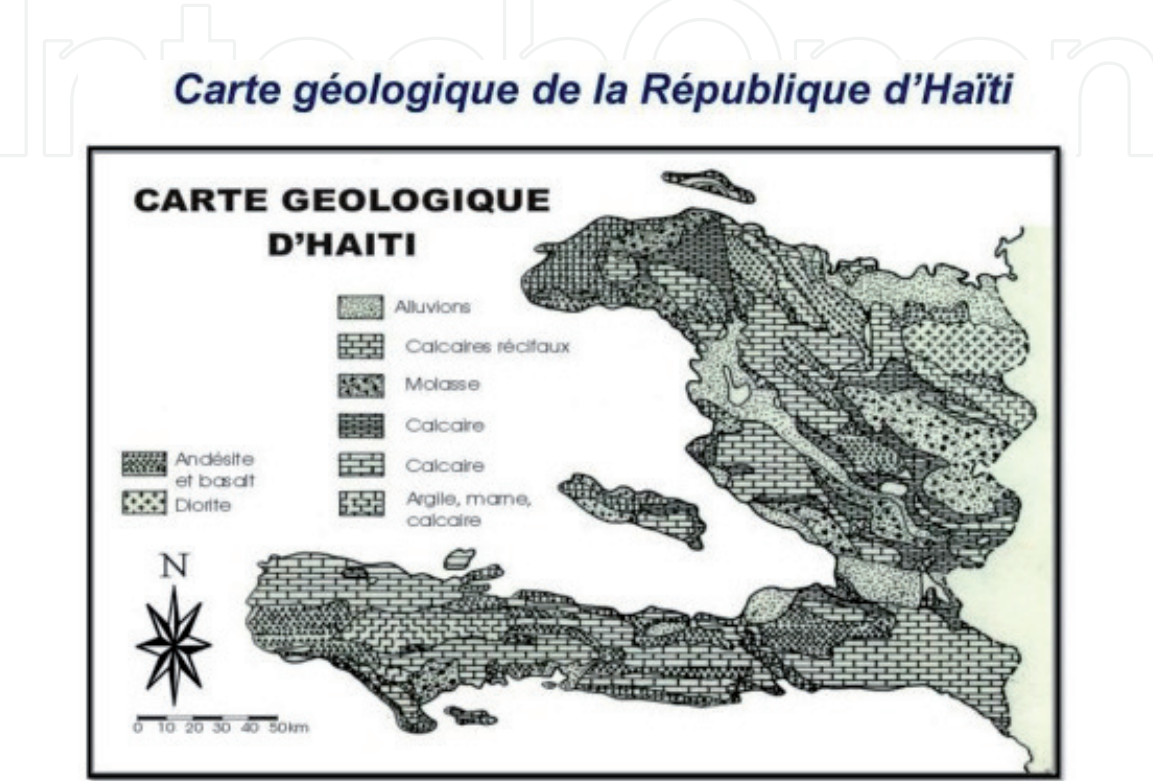 IntechOpen
Carte géologique de la République d'Haïti
CARTE GEOLOGIQUE
D'HAITI
Alluvions
Calcaires récifaux
Molasse
Calcaire
Calcaire
Argile, marne,
calcaire
Andésite
et basalt
Diorite
N
0 10 20 30 40 50km